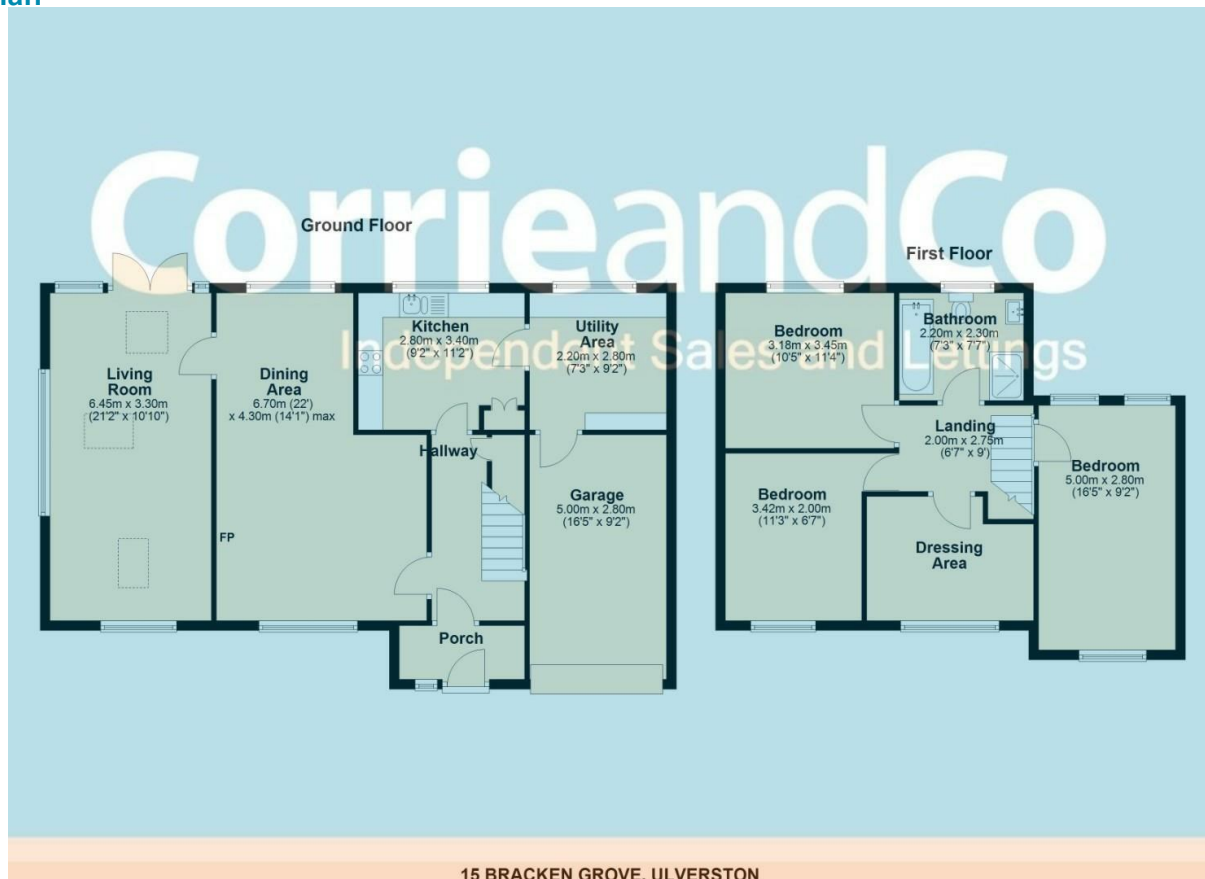 CorrieandCo
Independent Sales and Lettings
Ground Floor
Living
Room
6.45m x 3.30m
(21'2" x 10'10")
Dining
Area
6.70m (22')
x 4.30m (14'1") max
Kitchen
2.80m x 3.40m
(9'2" x 11'2")
Utility
Area
2.20m x 2.80m
(7'3" x 9'2")
Hallway
Garage
5.00m x 2.80m
(16'5" x 9'2")
FP
Porch
First Floor
Bedroom
3.18m x 3.45m
(10'5" x 11'4")
Bathroom
2.20m x 2.30m
(7'3" x 7'7")
Landing
2.00m x 2.75m
(6'7" x 9')
Bedroom
3.42m x 2.00m
(11'3" x 6'7")
Bedroom
5.00m x 2.80m
(16'5" x 9'2")
Dressing
Area
15 BRACKEN GROVE, ULVERSTON